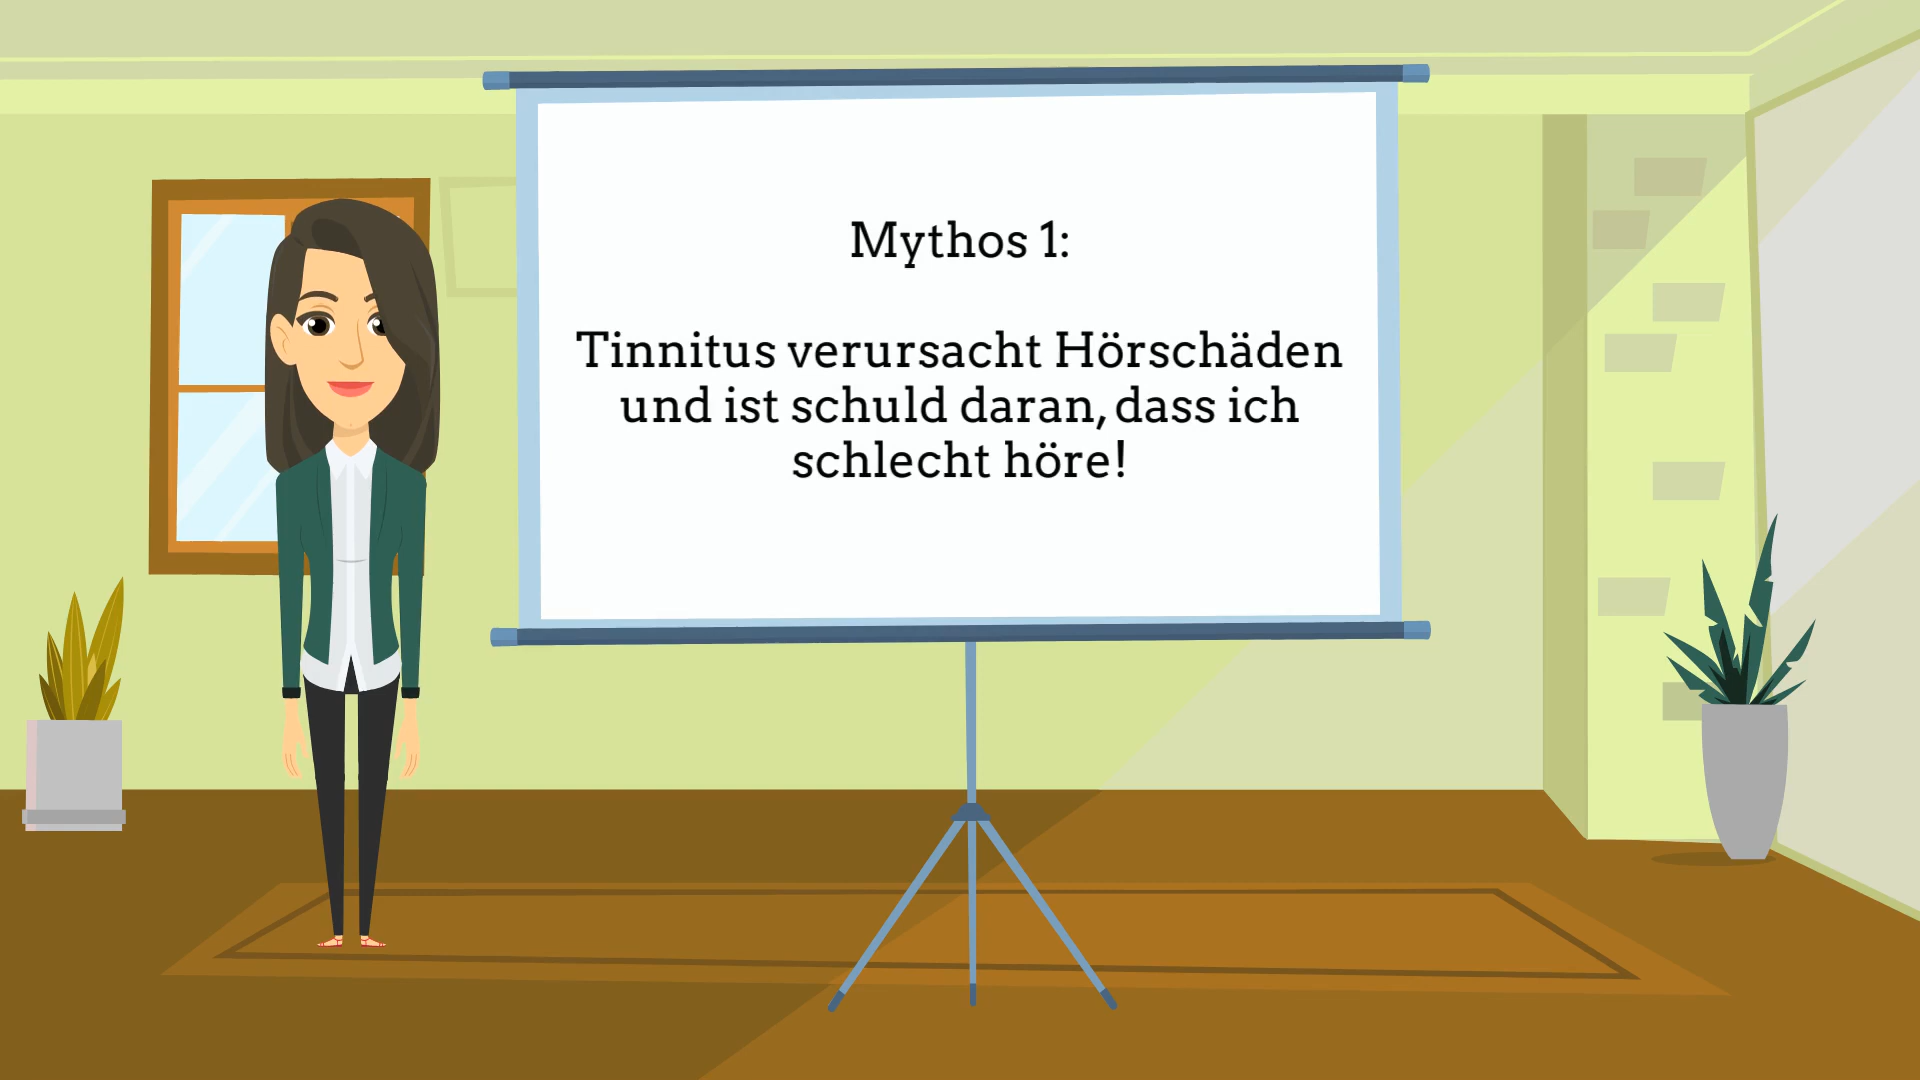 Mythos 1:
Tinnitus verursacht Hörschäden
und ist schuld daran, dass ich
schlecht höre!